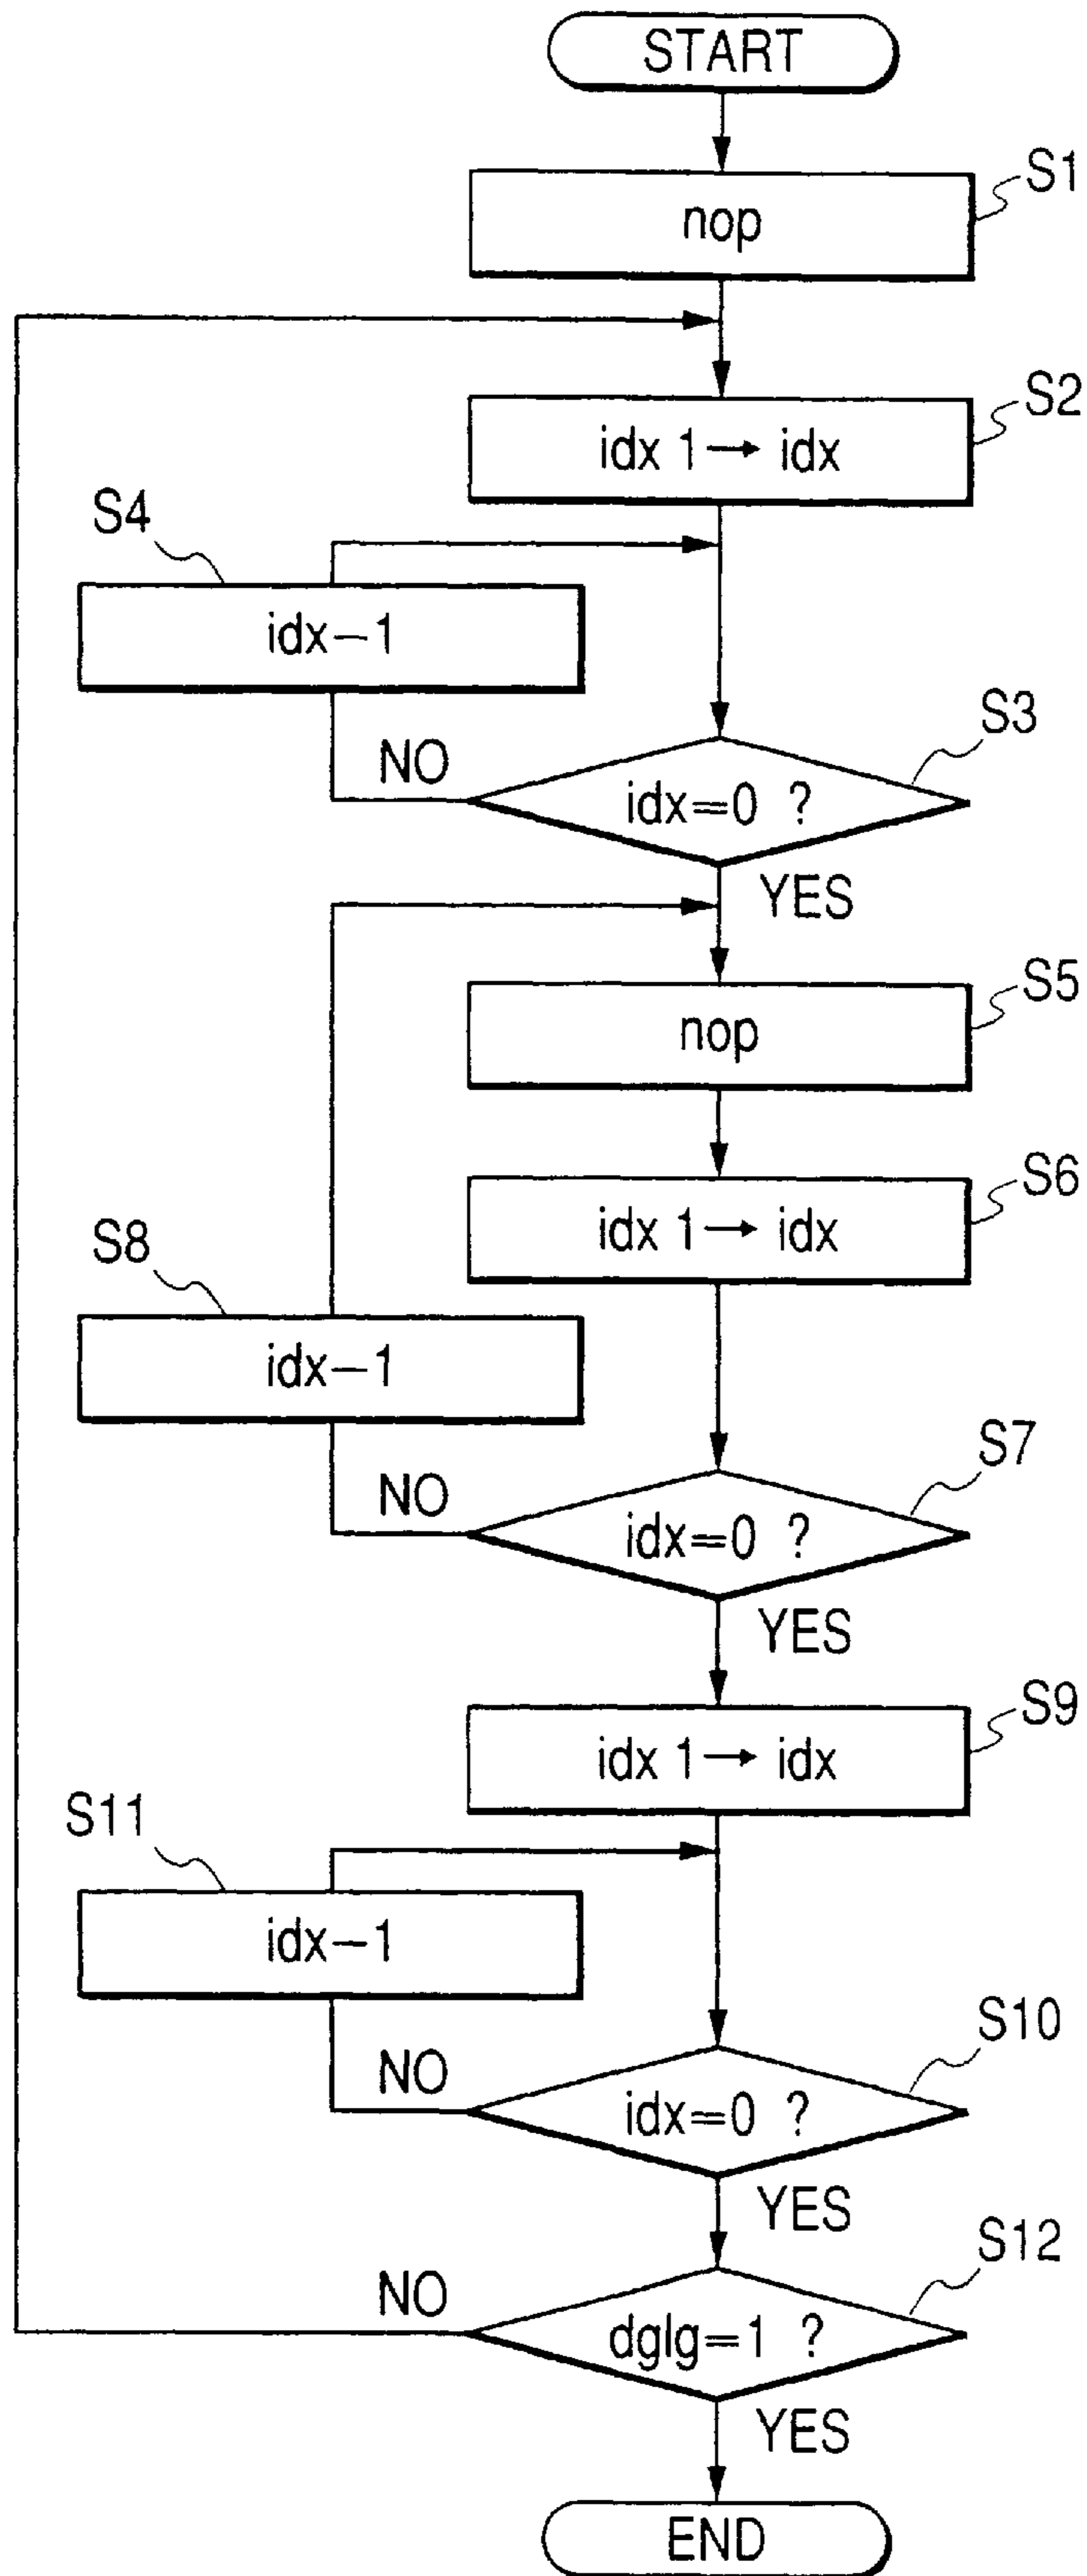 START
S1
nop
S2
idx 1→ idx
S4
idx−1
S3
NO
idx=0 ?
YES
S5
nop
S6
idx 1→ idx
S8
idx−1
S7
NO
idx=0 ?
YES
S9
idx 1→ idx
S11
idx−1
S10
NO
idx=0 ?
YES
S12
NO
dglg=1 ?
YES
END